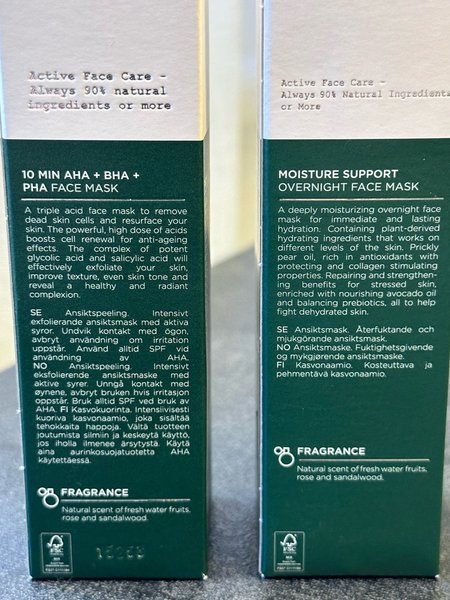 Active Face Care -
Always 90% natural
ingredients or more
10 MIN AHA + BHA +
PHA FACE MASK
A triple acid face mask to remove
dead skin cells and resurface your
skin. The powerful, high dose of acids
boosts cell renewal for anti-ageing
effects. The complex of potent
glycolic and salicylic acid will
effectively exfoliate your skin,
improve texture, even skin tone and
reveal a healthy and radiant
complexion.
SE Ansiktspeeling. Intensivt
exfolierande ansiktsmask med aktiva
syror. Undvik kontakt med ögon,
avbryt användning om irritation
uppstår. Använd alltid SPF vid
användning av AHA.
NO Ansiktspeeling. Intensivt
eksfolierende ansiktsmaske med
aktive syrer. Unngå kontakt med
øynene, avbryt bruken hvis irritasjon
oppstår. Bruk alltid SPF ved bruk av
AHA. FI Kasvokuorinta. Intensiivisesti
kuoriva kasvonaamio, joka sisältää
tehokkaita happoja. Vältä tuotteen
joutumista silmiin ja keskeytä käyttö,
jos iholla ilmenee ärsytystä. Käytä
aina aurinkosuojatuotetta AHA
käytettäessä.
FRAGRANCE
Natural scent of fresh water fruits,
rose and sandalwood.
FSC
Active Face Care -
Always 90% Natural Ingredients
or More
MOISTURE SUPPORT
OVERNIGHT FACE MASK
A deeply moisturizing overnight face
mask for immediate and lasting
hydration. Containing plant-derived
hydrating ingredients that works on
different levels of the skin. Prickly
pear oil, rich in antioxidants with
protecting and collagen stimulating
properties. Repairing and strengthen-
ing benefits for stressed skin,
enriched with nourishing avocado oil
and balancing prebiotics, all to help
fight dehydrated skin.
SE Ansiktsmask. Återfuktande och
mjukgörande ansiktsmask.
NO Ansiktsmaske. Fuktighetsgivende
og mykgjørende ansiktsmaske.
FI Kasvonaamio. Kosteuttava ja
pehmentävä kasvonaamio.
FRAGRANCE
Natural scent of fresh water fruits,
rose and sandalwood.
FSC